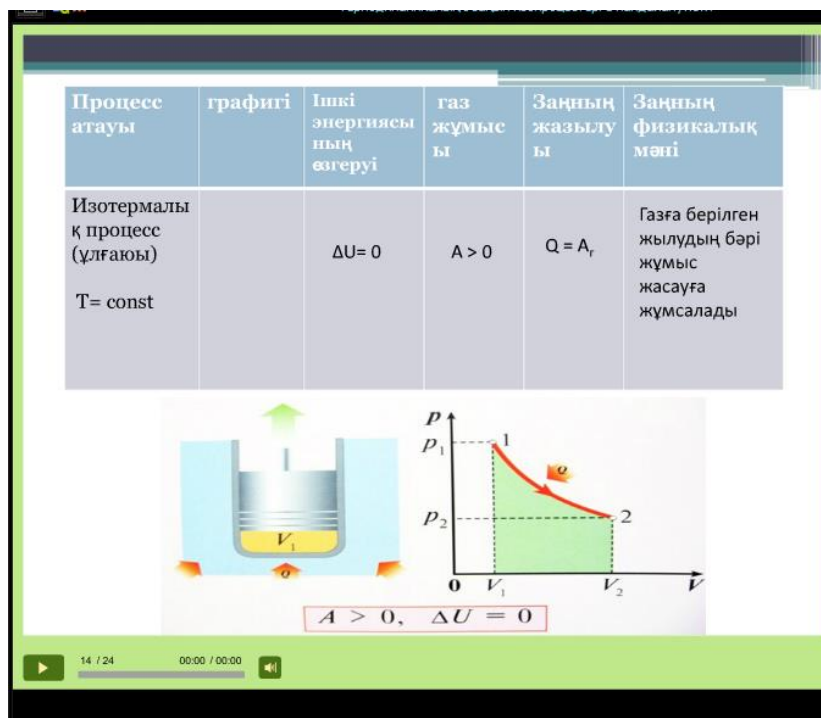 Процесс
атауы
графигі
Ішкі
энергиясы
ның
өзгеруі
газ
жұмыс
ы
Заңның
жазылу
ы
Заңның
физикалық
мәні
Изотермалы
қ процесс
(ұлғаюы)
T= const
ΔU= 0
A > 0
Q = Aг
Газға берілген
жылудың бәрі
жұмыс
жасауға
жұмсалады
V₁
Q
p
p₁
1
Q
p₂
2
0
V₁
V₂
V
A > 0, ΔU = 0
14 / 24
00:00 / 00:00